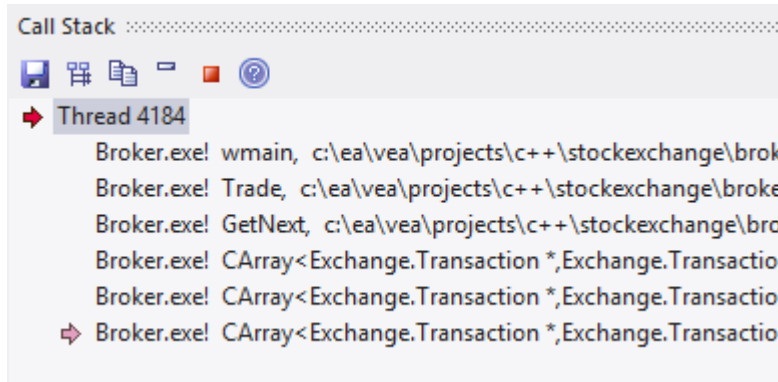 Call Stack
Thread 4184
Broker.exe! wmain, c:\ea\vea\projects\c++\stockexchange\brok
Broker.exe! Trade, c:\ea\vea\projects\c++\stockexchange\broke
Broker.exe! GetNext, c:\ea\vea\projects\c++\stockexchange\bro
Broker.exe! CArray<Exchange.Transaction *,Exchange.Transactio
Broker.exe! CArray<Exchange.Transaction *,Exchange.Transactio
Broker.exe! CArray<Exchange.Transaction *,Exchange.Transactio